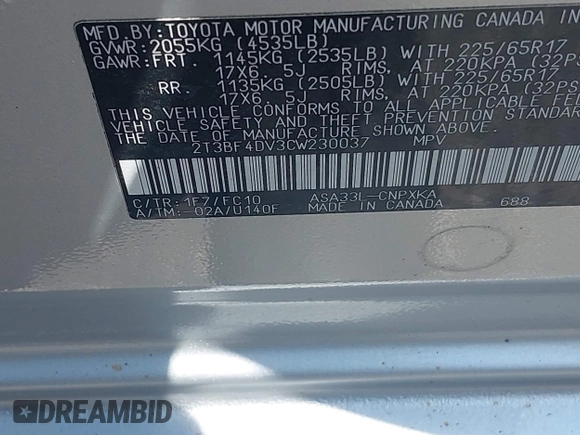 MFD. BY: TOYOTA MOTOR MANUFACTURING CANADA IN
GVWR: 2055KG (4535LB)
GAWR: FRT. 1145KG (2535LB) WITH 225/65R17
17X6. 5J RIMS, AT 220KPA (32PS
RR. 1135KG (2505LB) WITH 225/65R17
17X6. 5J RIMS, AT 220KPA (32PS
THIS VEHICLE CONFORMS TO ALL APPLICABLE FEDE
VEHICLE SAFETY AND THEFT PREVENTION STANDAR
THE DATE OF MANUFACTURE SHOWN ABOVE.
2T3BF4DV3CW230037 MPV
C/TR: 1F7/FC10 ASA33L-CNPXKA
A/TM: -02A/U140F MADE IN CANADA 688
DREAMBID